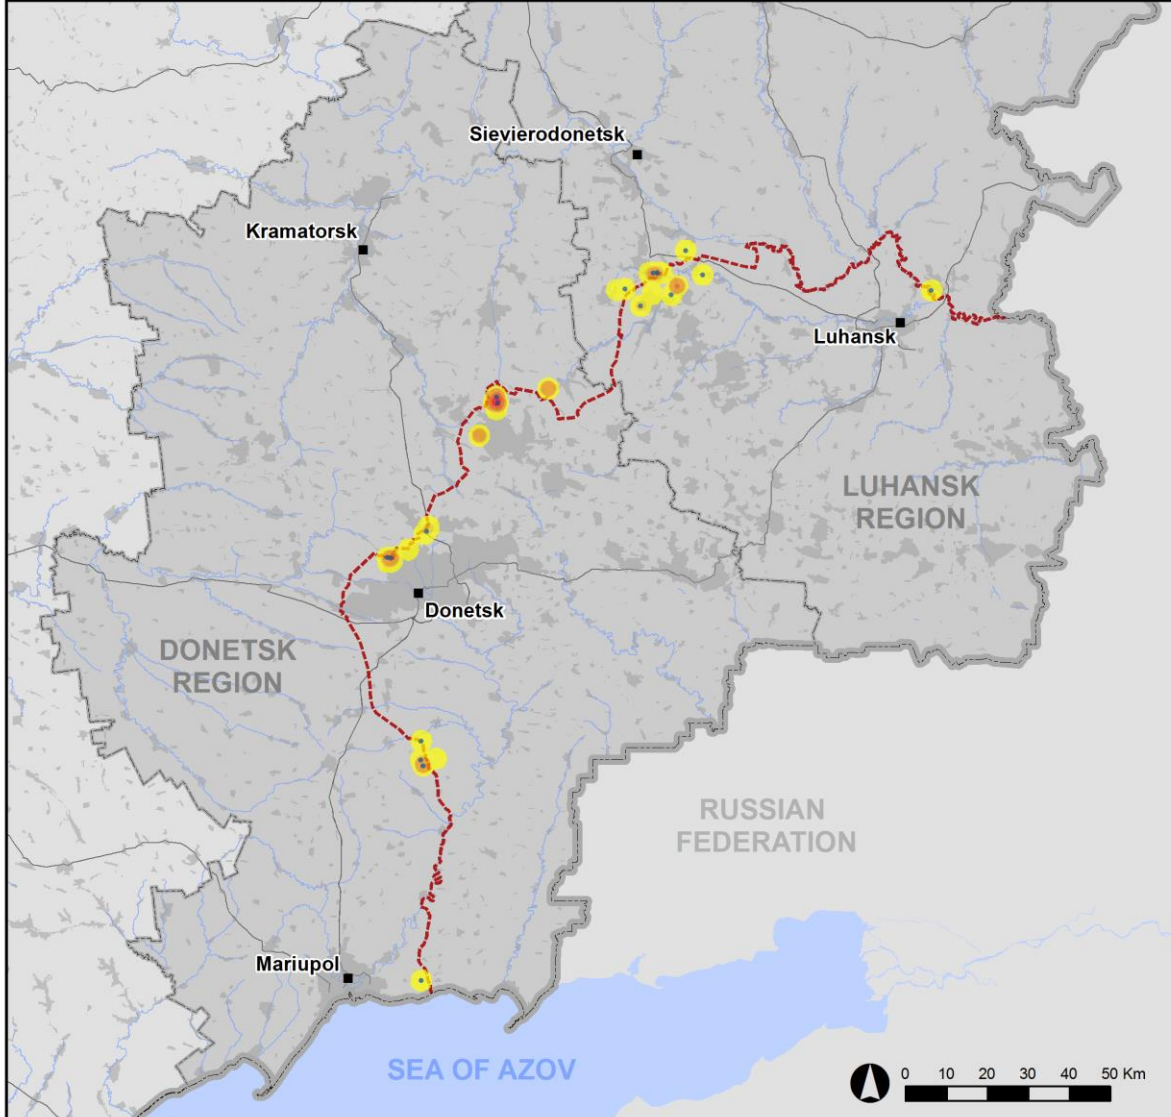 Sievierodonetsk
Kramatorsk
Luhansk
LUHANSK
REGION
Donetsk
DONETSK
REGION
RUSSIAN
FEDERATION
Mariupol
SEA OF AZOV
0 10 20 30 40 50 Km